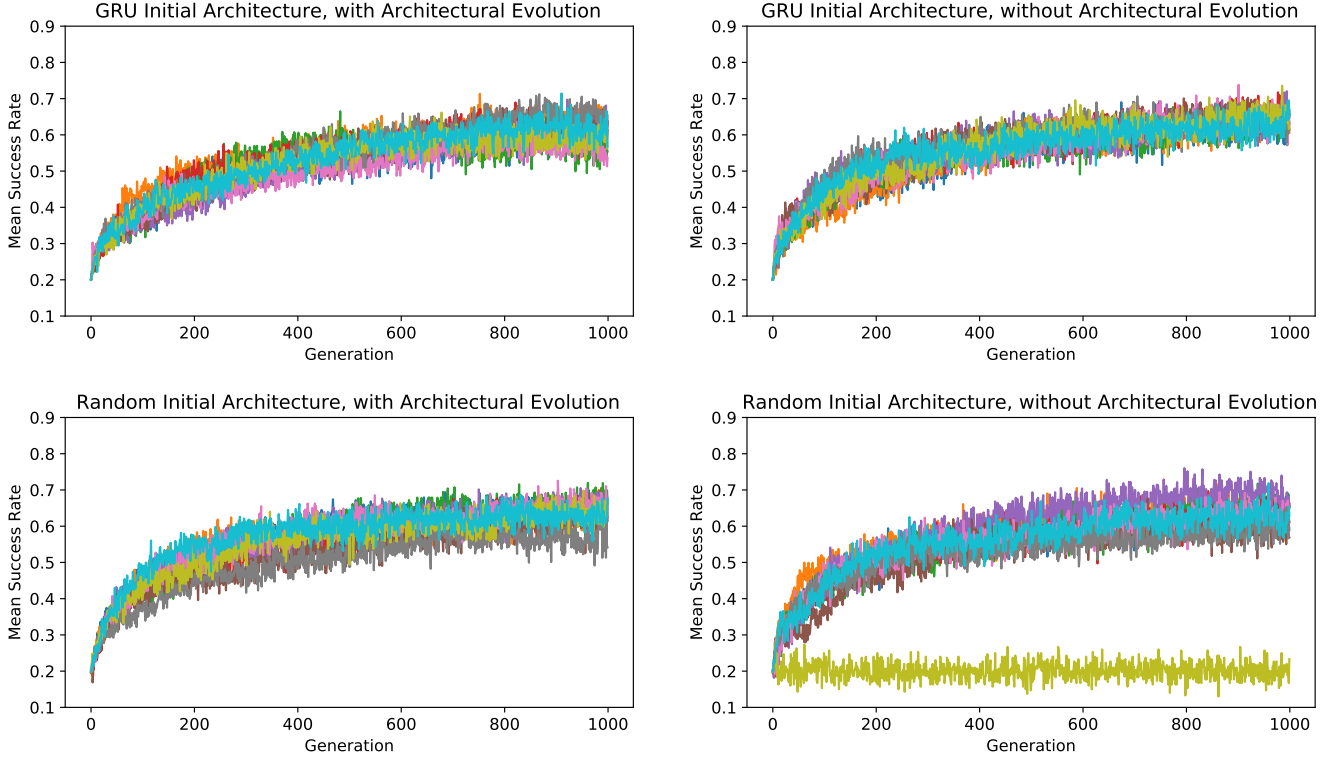 GRU Initial Architecture, with Architectural Evolution
0.9
0.8
0.7
0.6
0.5
0.4
0.3
0.2
0.1
Mean Success Rate
0 200 400 600 800 1000
Generation
GRU Initial Architecture, without Architectural Evolution
0.9
0.8
0.7
0.6
0.5
0.4
0.3
0.2
0.1
Mean Success Rate
0 200 400 600 800 1000
Generation
Random Initial Architecture, with Architectural Evolution
0.9
0.8
0.7
0.6
0.5
0.4
0.3
0.2
0.1
Mean Success Rate
0 200 400 600 800 1000
Generation
Random Initial Architecture, without Architectural Evolution
0.9
0.8
0.7
0.6
0.5
0.4
0.3
0.2
0.1
Mean Success Rate
0 200 400 600 800 1000
Generation